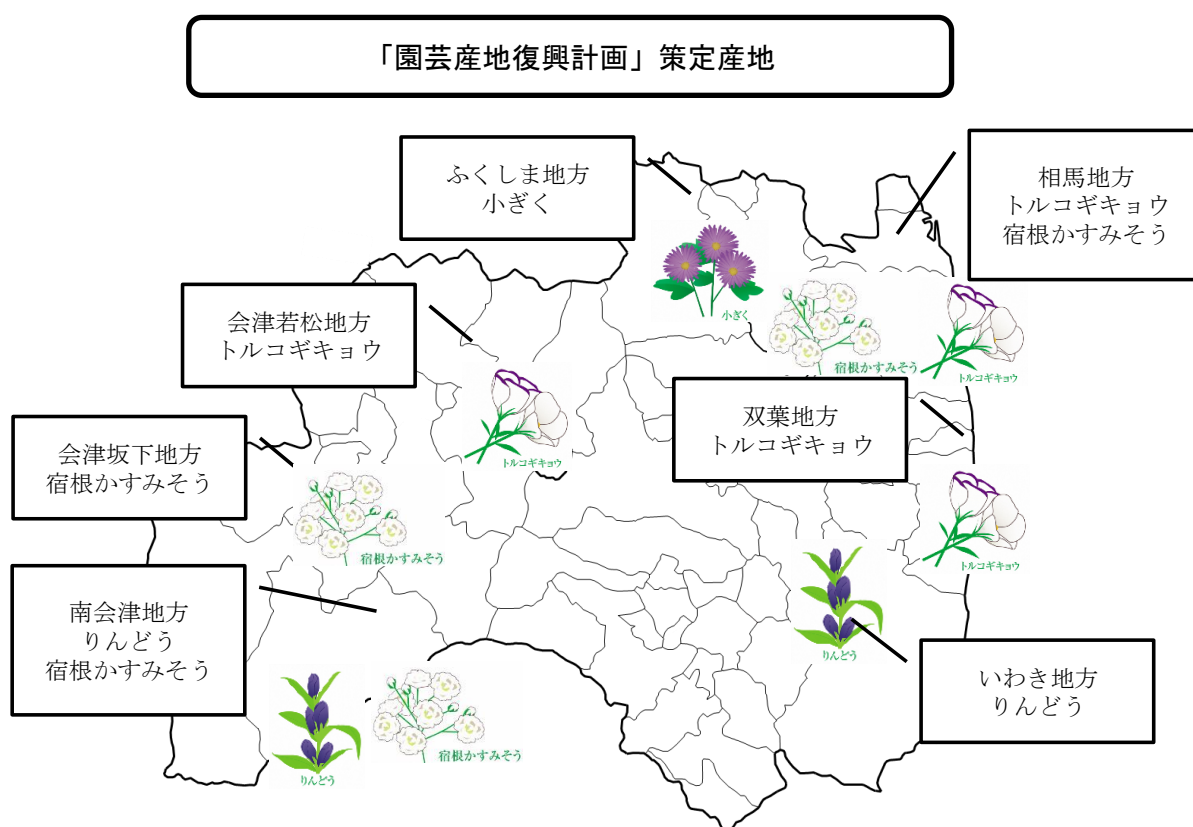 「園芸産地復興計画」策定産地
ふくしま地方
小ぎく
相馬地方
トルコギキョウ
宿根かすみそう
小ぎく
会津若松地方
トルコギキョウ
宿根かすみそう
トルコギキョウ
双葉地方
トルコギキョウ
会津坂下地方
宿根かすみそう
トルコギキョウ
宿根かすみそう
トルコギキョウ
南会津地方
りんどう
宿根かすみそう
りんどう
いわき地方
りんどう
宿根かすみそう
りんどう